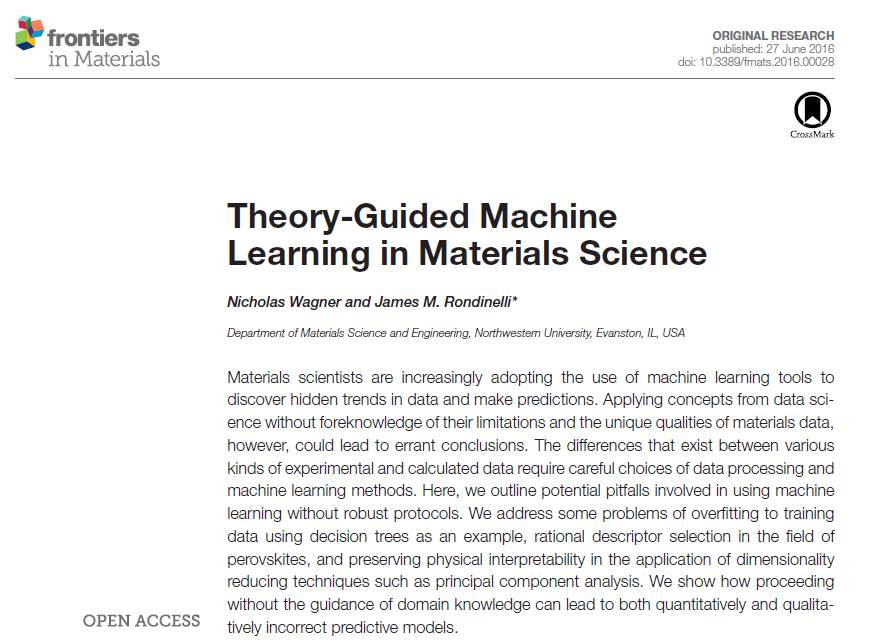 frontiers
in Materials
ORIGINAL RESEARCH
published: 27 June 2016
doi: 10.3389/fmats.2016.00028
CrossMark
Theory-Guided Machine
Learning in Materials Science
Nicholas Wagner and James M. Rondinelli*
Department of Materials Science and Engineering, Northwestern University, Evanston, IL, USA
Materials scientists are increasingly adopting the use of machine learning tools to
discover hidden trends in data and make predictions. Applying concepts from data sci-
ence without foreknowledge of their limitations and the unique qualities of materials data,
however, could lead to errant conclusions. The differences that exist between various
kinds of experimental and calculated data require careful choices of data processing and
machine learning methods. Here, we outline potential pitfalls involved in using machine
learning without robust protocols. We address some problems of overfitting to training
data using decision trees as an example, rational descriptor selection in the field of
perovskites, and preserving physical interpretability in the application of dimensionality
reducing techniques such as principal component analysis. We show how proceeding
without the guidance of domain knowledge can lead to both quantitatively and qualita-
tively incorrect predictive models.
OPEN ACCESS